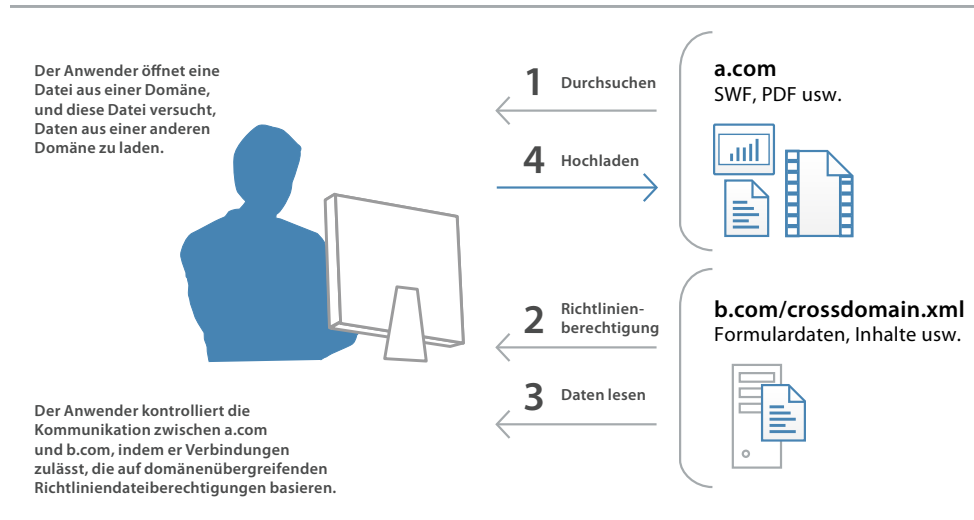 Der Anwender öffnet eine
Datei aus einer Domäne,
und diese Datei versucht,
Daten aus einer anderen
Domäne zu laden.
1 Durchsuchen
4 Hochladen
a.com
SWF, PDF usw.
2 Richtlinien-
berechtigung
3 Daten lesen
b.com/crossdomain.xml
Formulardaten, Inhalte usw.
Der Anwender kontrolliert die
Kommunikation zwischen a.com
und b.com, indem er Verbindungen
zulässt, die auf domänenübergreifenden
Richtliniendateiberechtigungen basieren.